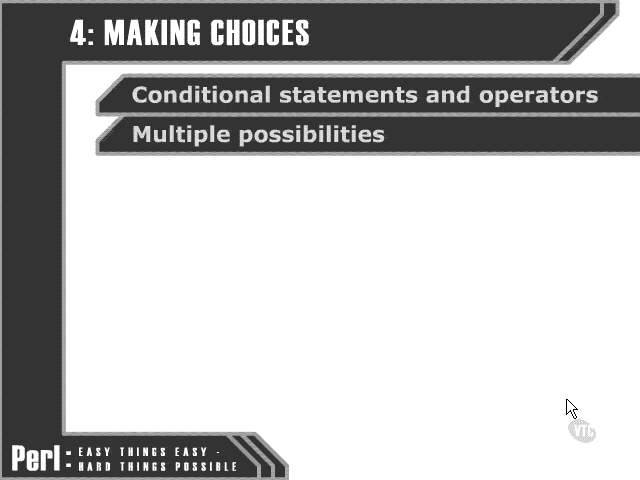 4: MAKING CHOICES
Conditional statements and operators
Multiple possibilities
VTC
Perl: EASY THINGS EASY -
HARD THINGS POSSIBLE